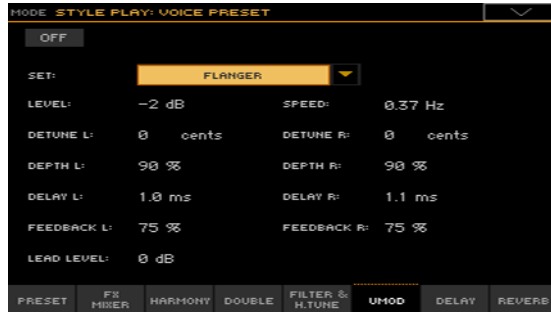 MODE STYLE PLAY: VOICE PRESET
OFF
SET: FLANGER
LEVEL: -2 dB SPEED: 0.37 Hz
DETUNE L: 0 cents DETUNE R: 0 cents
DEPTH L: 90 % DEPTH R: 90 %
DELAY L: 1.0 ms DELAY R: 1.1 ms
FEEDBACK L: 75 % FEEDBACK R: 75 %
LEAD LEVEL: 0 dB
PRESET FX MIXER HARMONY DOUBLE FILTER & H.TUNE UMOD DELAY REVERB